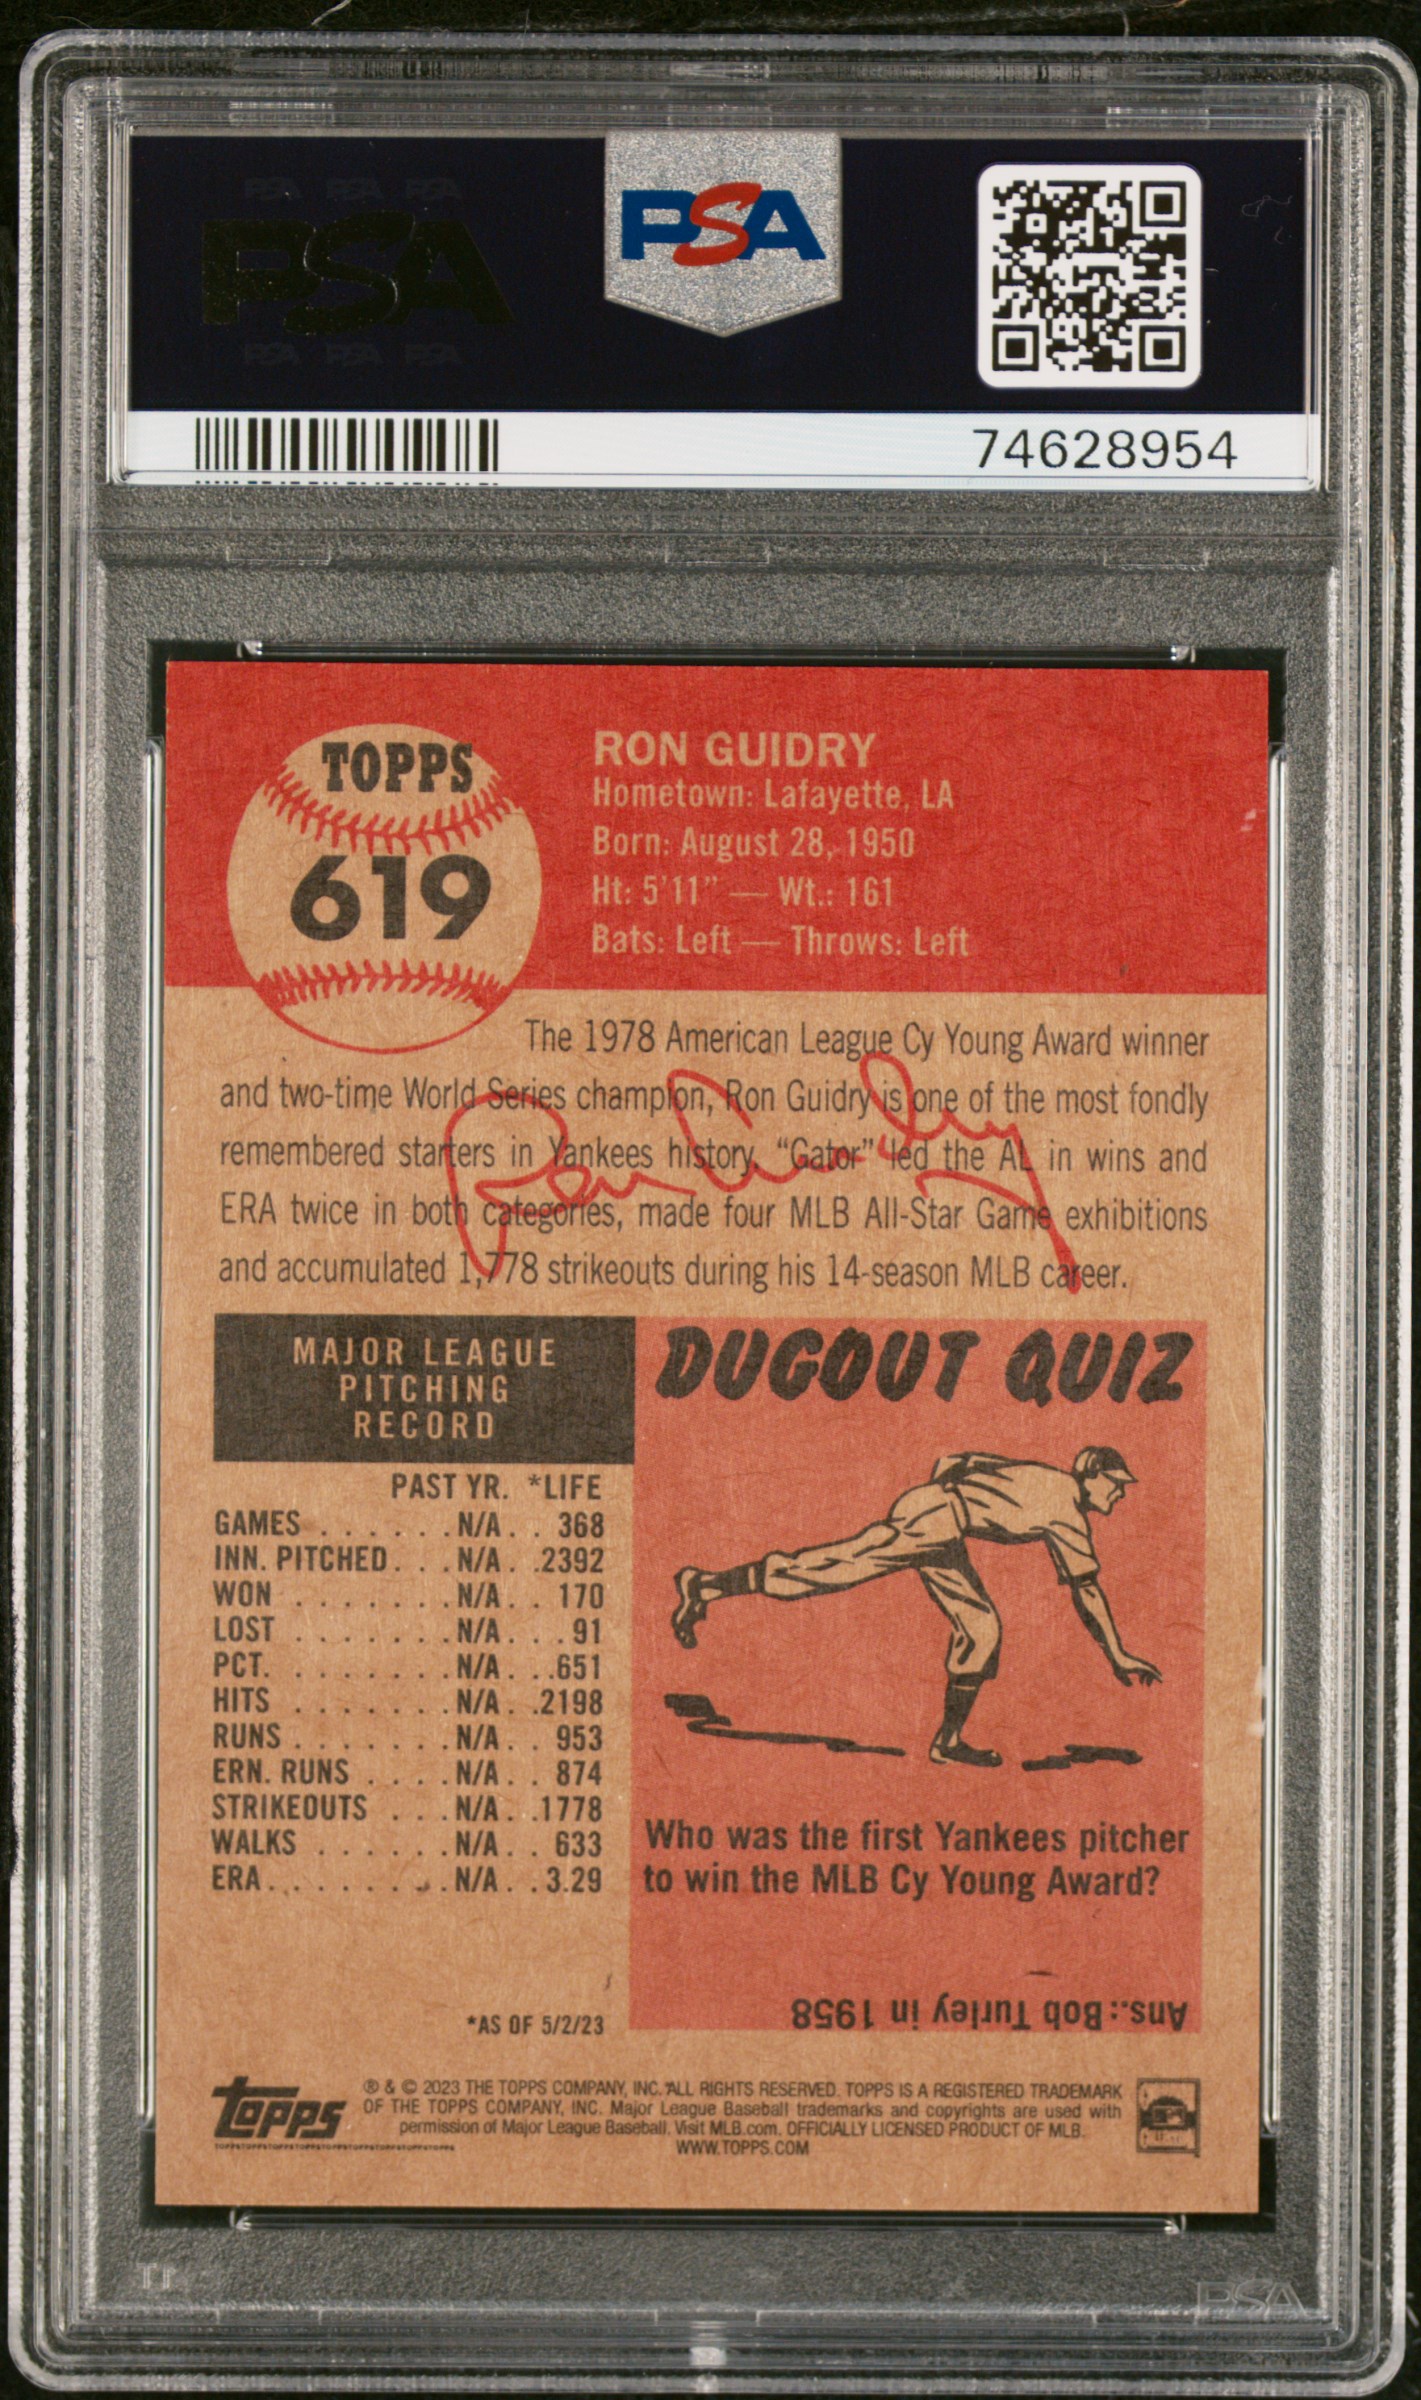 PSA PSA PSA
PSA
PSA PSA PSA
PSA
74628954
TOPPS
619
RON GUIDRY
Hometown: Lafayette, LA
Born: August 28, 1950
Ht: 5'11" — Wt.: 161
Bats: Left — Throws: Left
The 1978 American League Cy Young Award winner
and two-time World Series champion, Ron Guidry is one of the most fondly
remembered starters in Yankees history. “Gator” led the AL in wins and
ERA twice in both categories, made four MLB All-Star Game exhibitions
and accumulated 1,778 strikeouts during his 14-season MLB career.
Ron Guidry
MAJOR LEAGUE
PITCHING
RECORD
PAST YR. *LIFE
GAMES . . . . . . N/A . . 368
INN. PITCHED . . . N/A . .2392
WON . . . . . . . N/A . . 170
LOST . . . . . . . N/A . . . 91
PCT. . . . . . . . N/A . . .651
HITS . . . . . . . N/A . .2198
RUNS . . . . . . . N/A . . 953
ERN. RUNS . . . . N/A . . 874
STRIKEOUTS . . . N/A . .1778
WALKS . . . . . . N/A . . 633
ERA . . . . . . . . N/A . . 3.29
*AS OF 5/2/23
DUGOUT QUIZ
Who was the first Yankees pitcher
to win the MLB Cy Young Award?
Ans.: Bob Turley in 1958
topps
® & © 2023 THE TOPPS COMPANY, INC. ALL RIGHTS RESERVED. TOPPS IS A REGISTERED TRADEMARK
OF THE TOPPS COMPANY, INC. Major League Baseball trademarks and copyrights are used with
permission of Major League Baseball. Visit MLB.com. OFFICIALLY LICENSED PRODUCT OF MLB.
WWW.TOPPS.COM
PSA